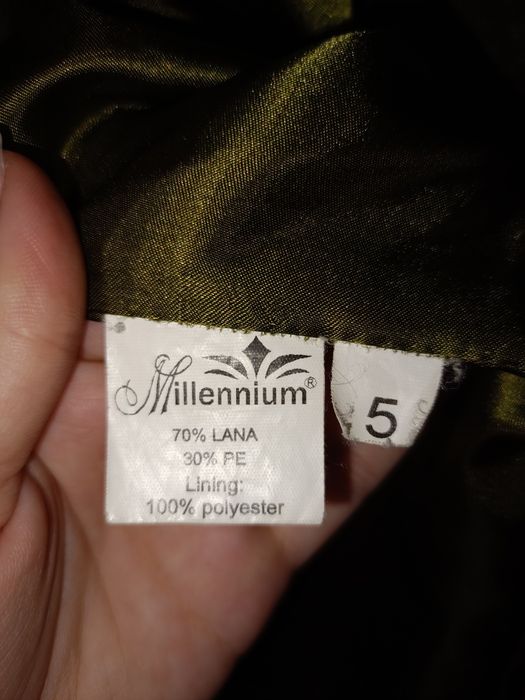 Millennium®
70% LANA
30% PE
Lining:
100% polyester
5